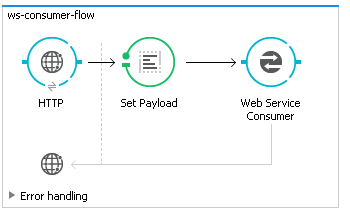 ws-consumer-flow
HTTP
Set Payload
Web Service
Consumer
Error handling